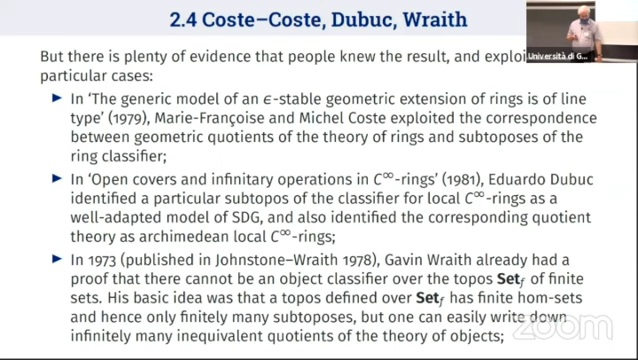 2.4 Coste–Coste, Dubuc, Wraith
But there is plenty of evidence that people knew the result, and exploi
particular cases:
In ‘The generic model of an ϵ-stable geometric extension of rings is of line
type’ (1979), Marie-Françoise and Michel Coste exploited the correspondence
between geometric quotients of the theory of rings and subtoposes of the
ring classifier;
In ‘Open covers and infinitary operations in C∞-rings’ (1981), Eduardo Dubuc
identified a particular subtopos of the classifier for local C∞-rings as a
well-adapted model of SDG, and also identified the corresponding quotient
theory as archimedean local C∞-rings;
In 1973 (published in Johnstone–Wraith 1978), Gavin Wraith already had a
proof that there cannot be an object classifier over the topos Setf of finite
sets. His basic idea was that a topos defined over Setf has finite hom-sets
and hence only finitely many subtoposes, but one can easily write down
infinitely many inequivalent quotients of the theory of objects;
Università di G...
zoom